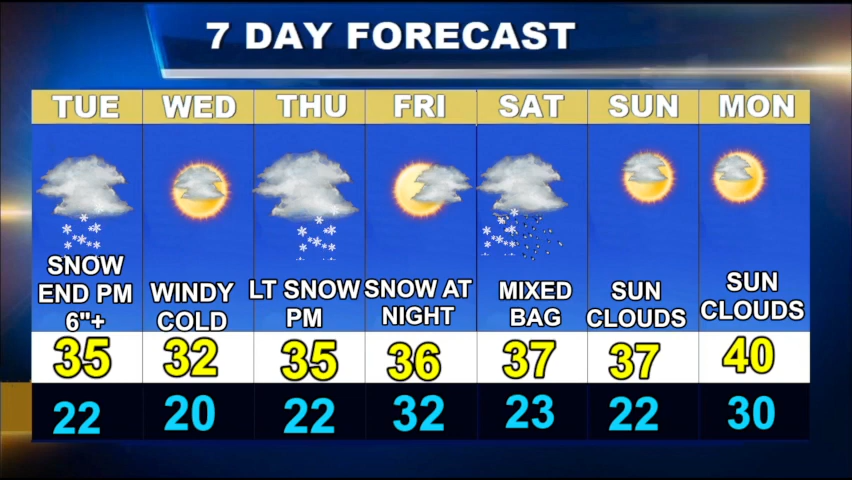 7 DAY FORECAST
TUE WED THU FRI SAT SUN MON
SNOW
END PM
6"+
WINDY
COLD
LT SNOW
PM
SNOW AT
NIGHT
MIXED
BAG
SUN
CLOUDS
SUN
CLOUDS
35 32 35 36 37 37 40
22 20 22 32 23 22 30